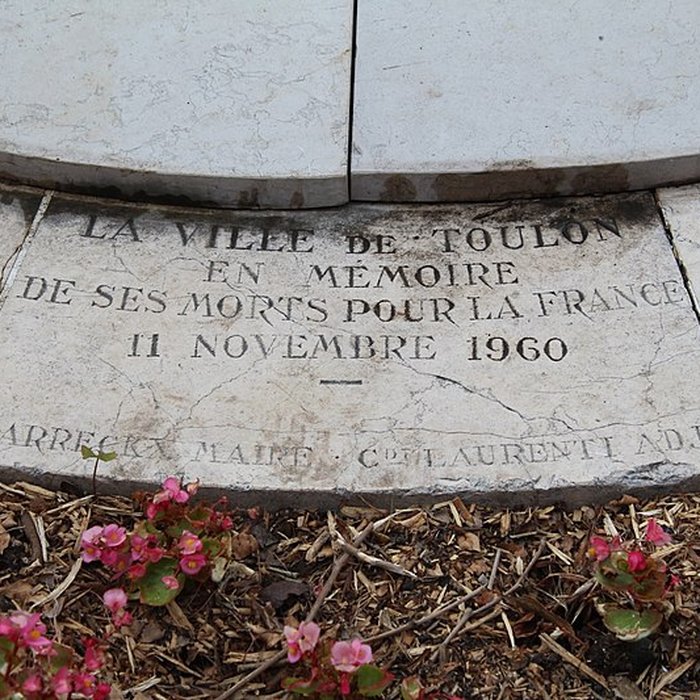 LA VILLE DE TOULON
EN MÉMOIRE
DE SES MORTS POUR LA FRANCE
11 NOVEMBRE 1960
ARRECKX MAIRE · CDT LAURENTI ADJ